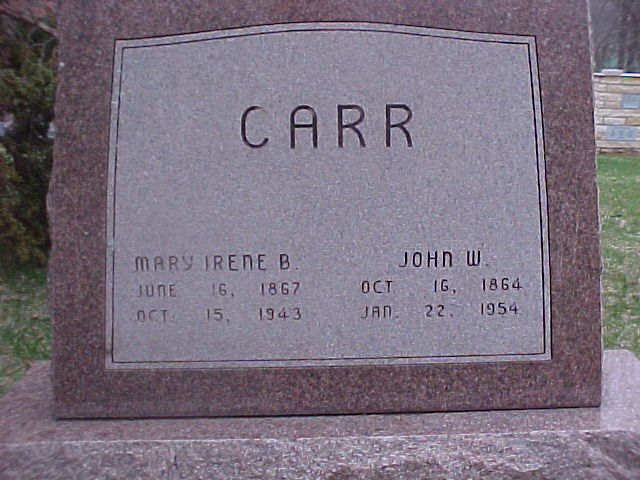 CARR
MARY IRENE B.
JUNE 16, 1867
OCT. 15, 1943
JOHN W.
OCT 16, 1864
JAN. 22, 1954